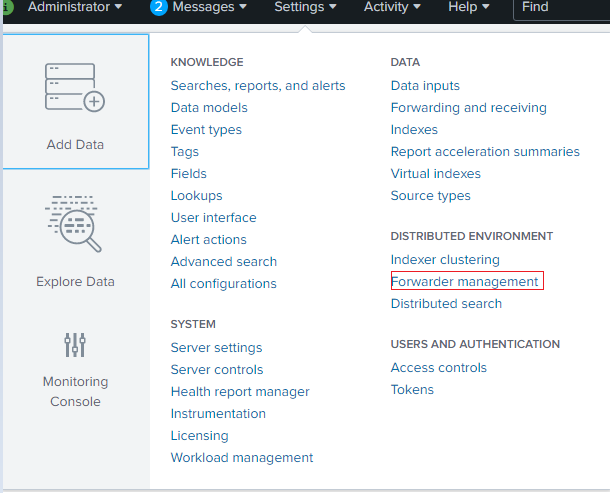 i Administrator 2 Messages Settings Activity Help Find
Add Data
Explore Data
Monitoring
Console
KNOWLEDGE
Searches, reports, and alerts
Data models
Event types
Tags
Fields
Lookups
User interface
Alert actions
Advanced search
All configurations
SYSTEM
Server settings
Server controls
Health report manager
Instrumentation
Licensing
Workload management
DATA
Data inputs
Forwarding and receiving
Indexes
Report acceleration summaries
Virtual indexes
Source types
DISTRIBUTED ENVIRONMENT
Indexer clustering
Forwarder management
Distributed search
USERS AND AUTHENTICATION
Access controls
Tokens